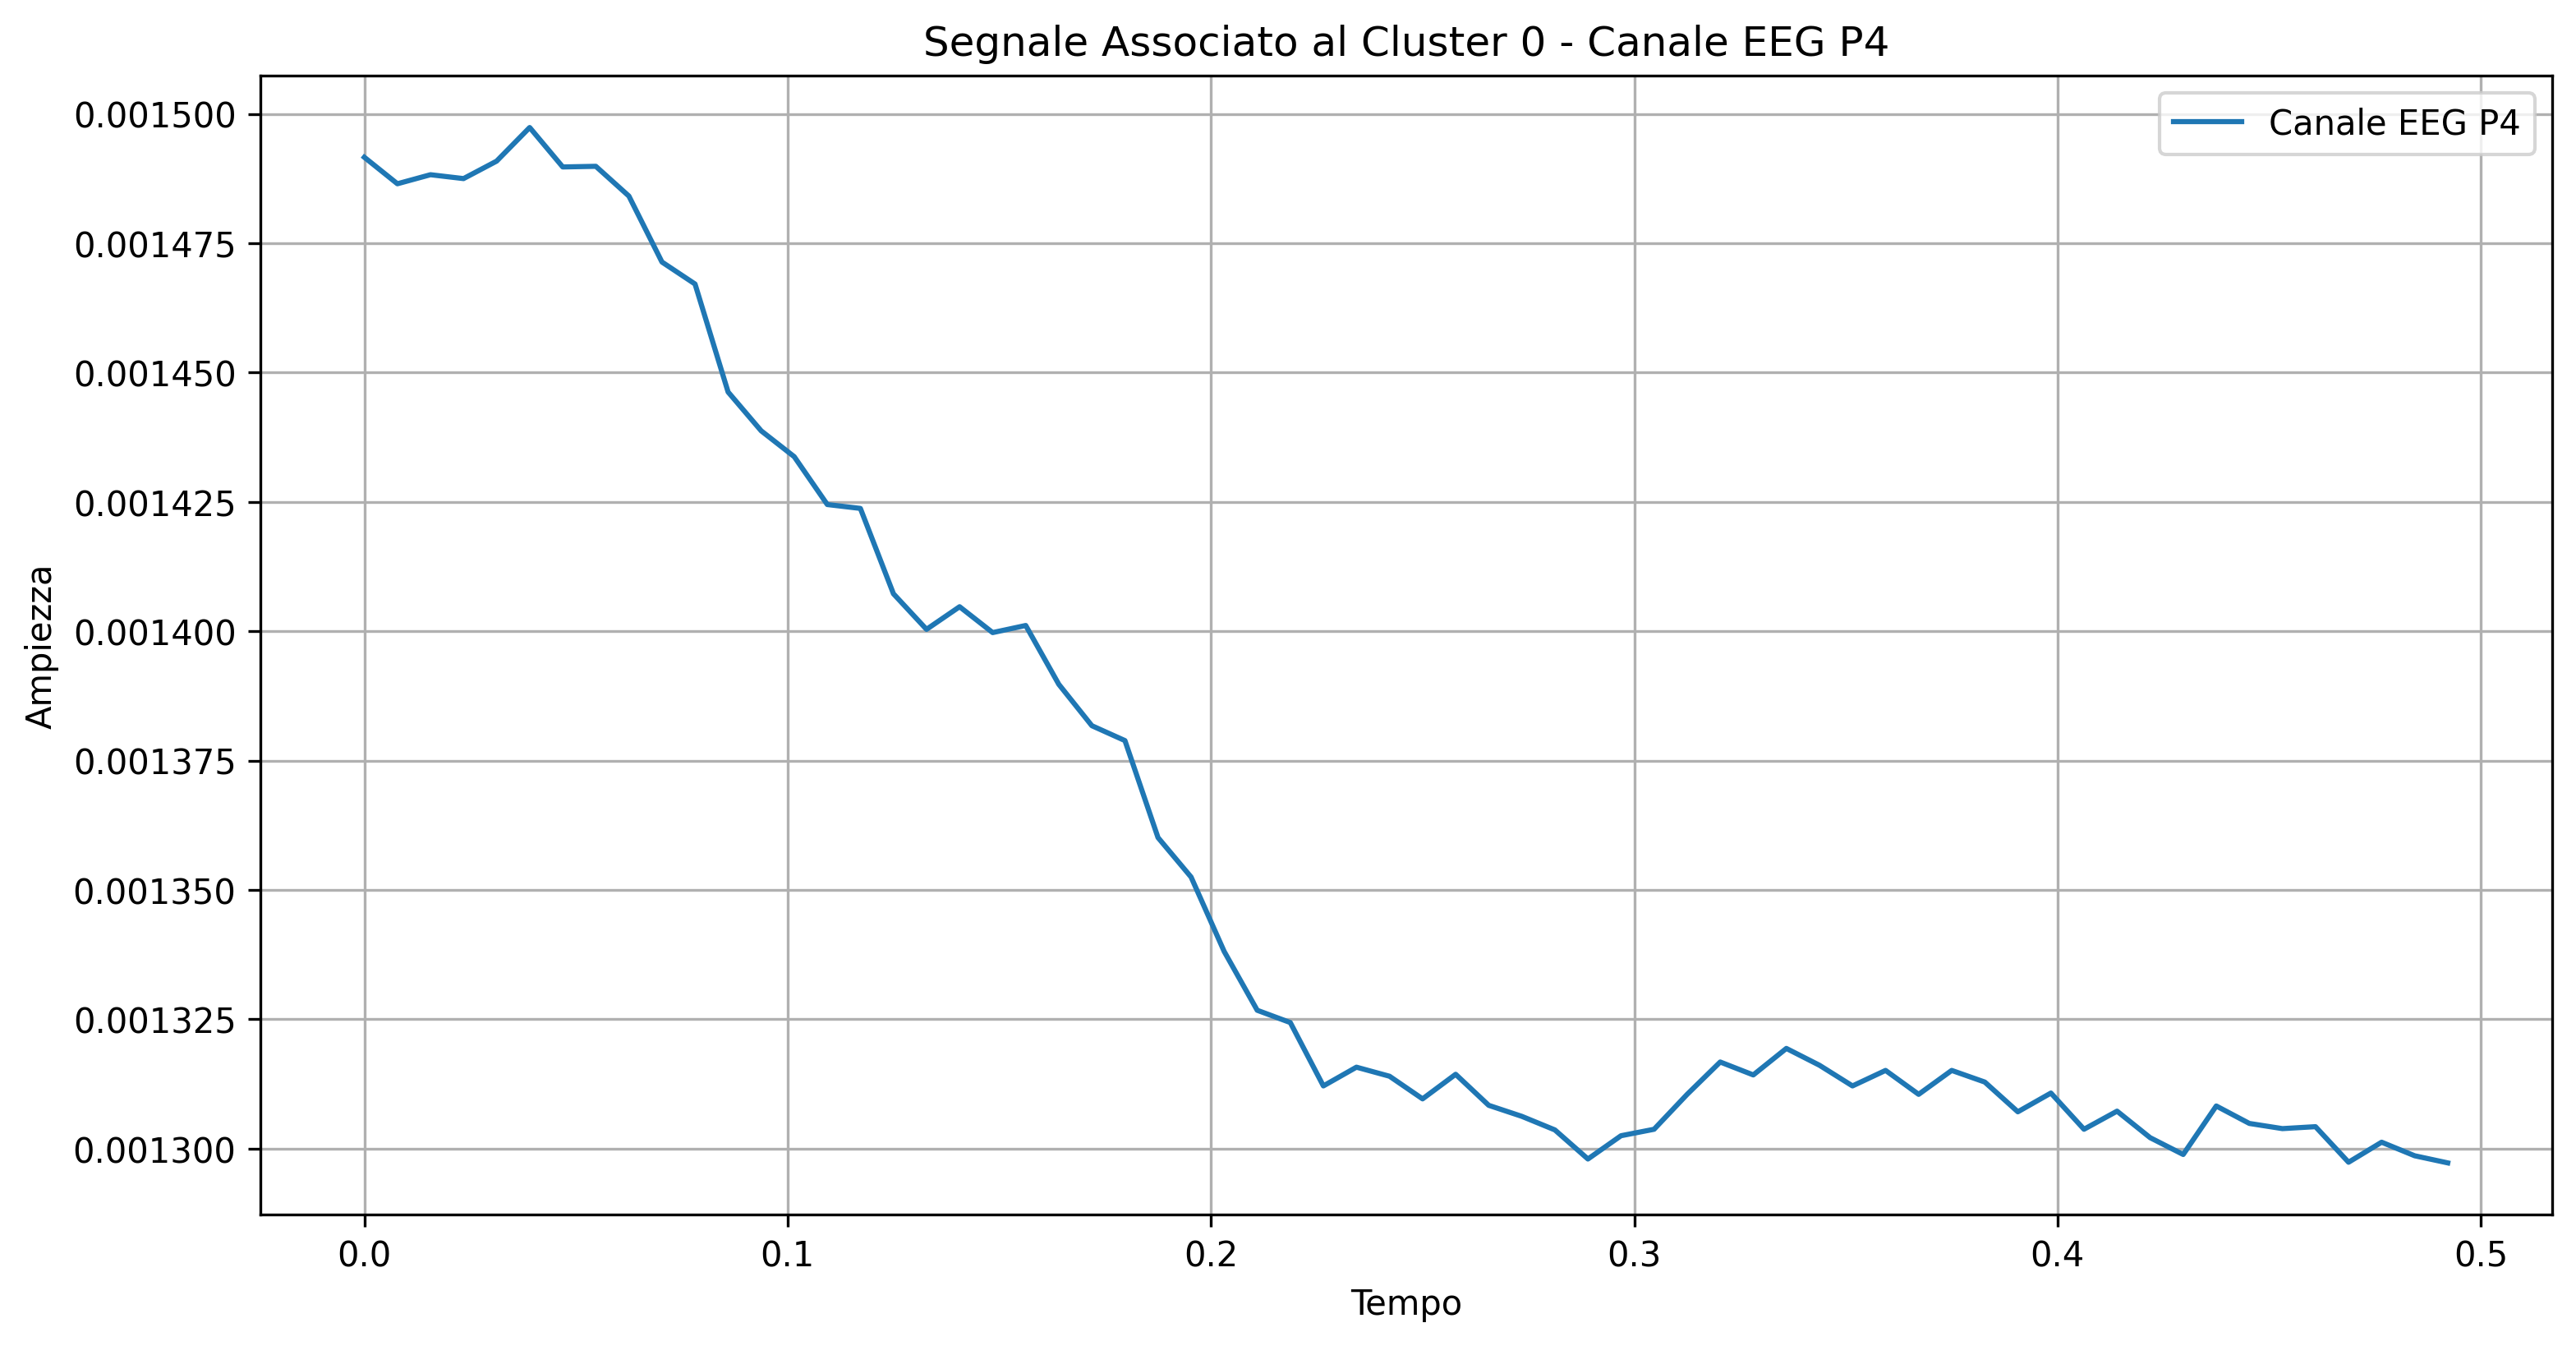 Segnale Associato al Cluster 0 - Canale EEG P4
Canale EEG P4
Ampiezza
0.001500
0.001475
0.001450
0.001425
0.001400
0.001375
0.001350
0.001325
0.001300
0.0 0.1 0.2 0.3 0.4 0.5
Tempo